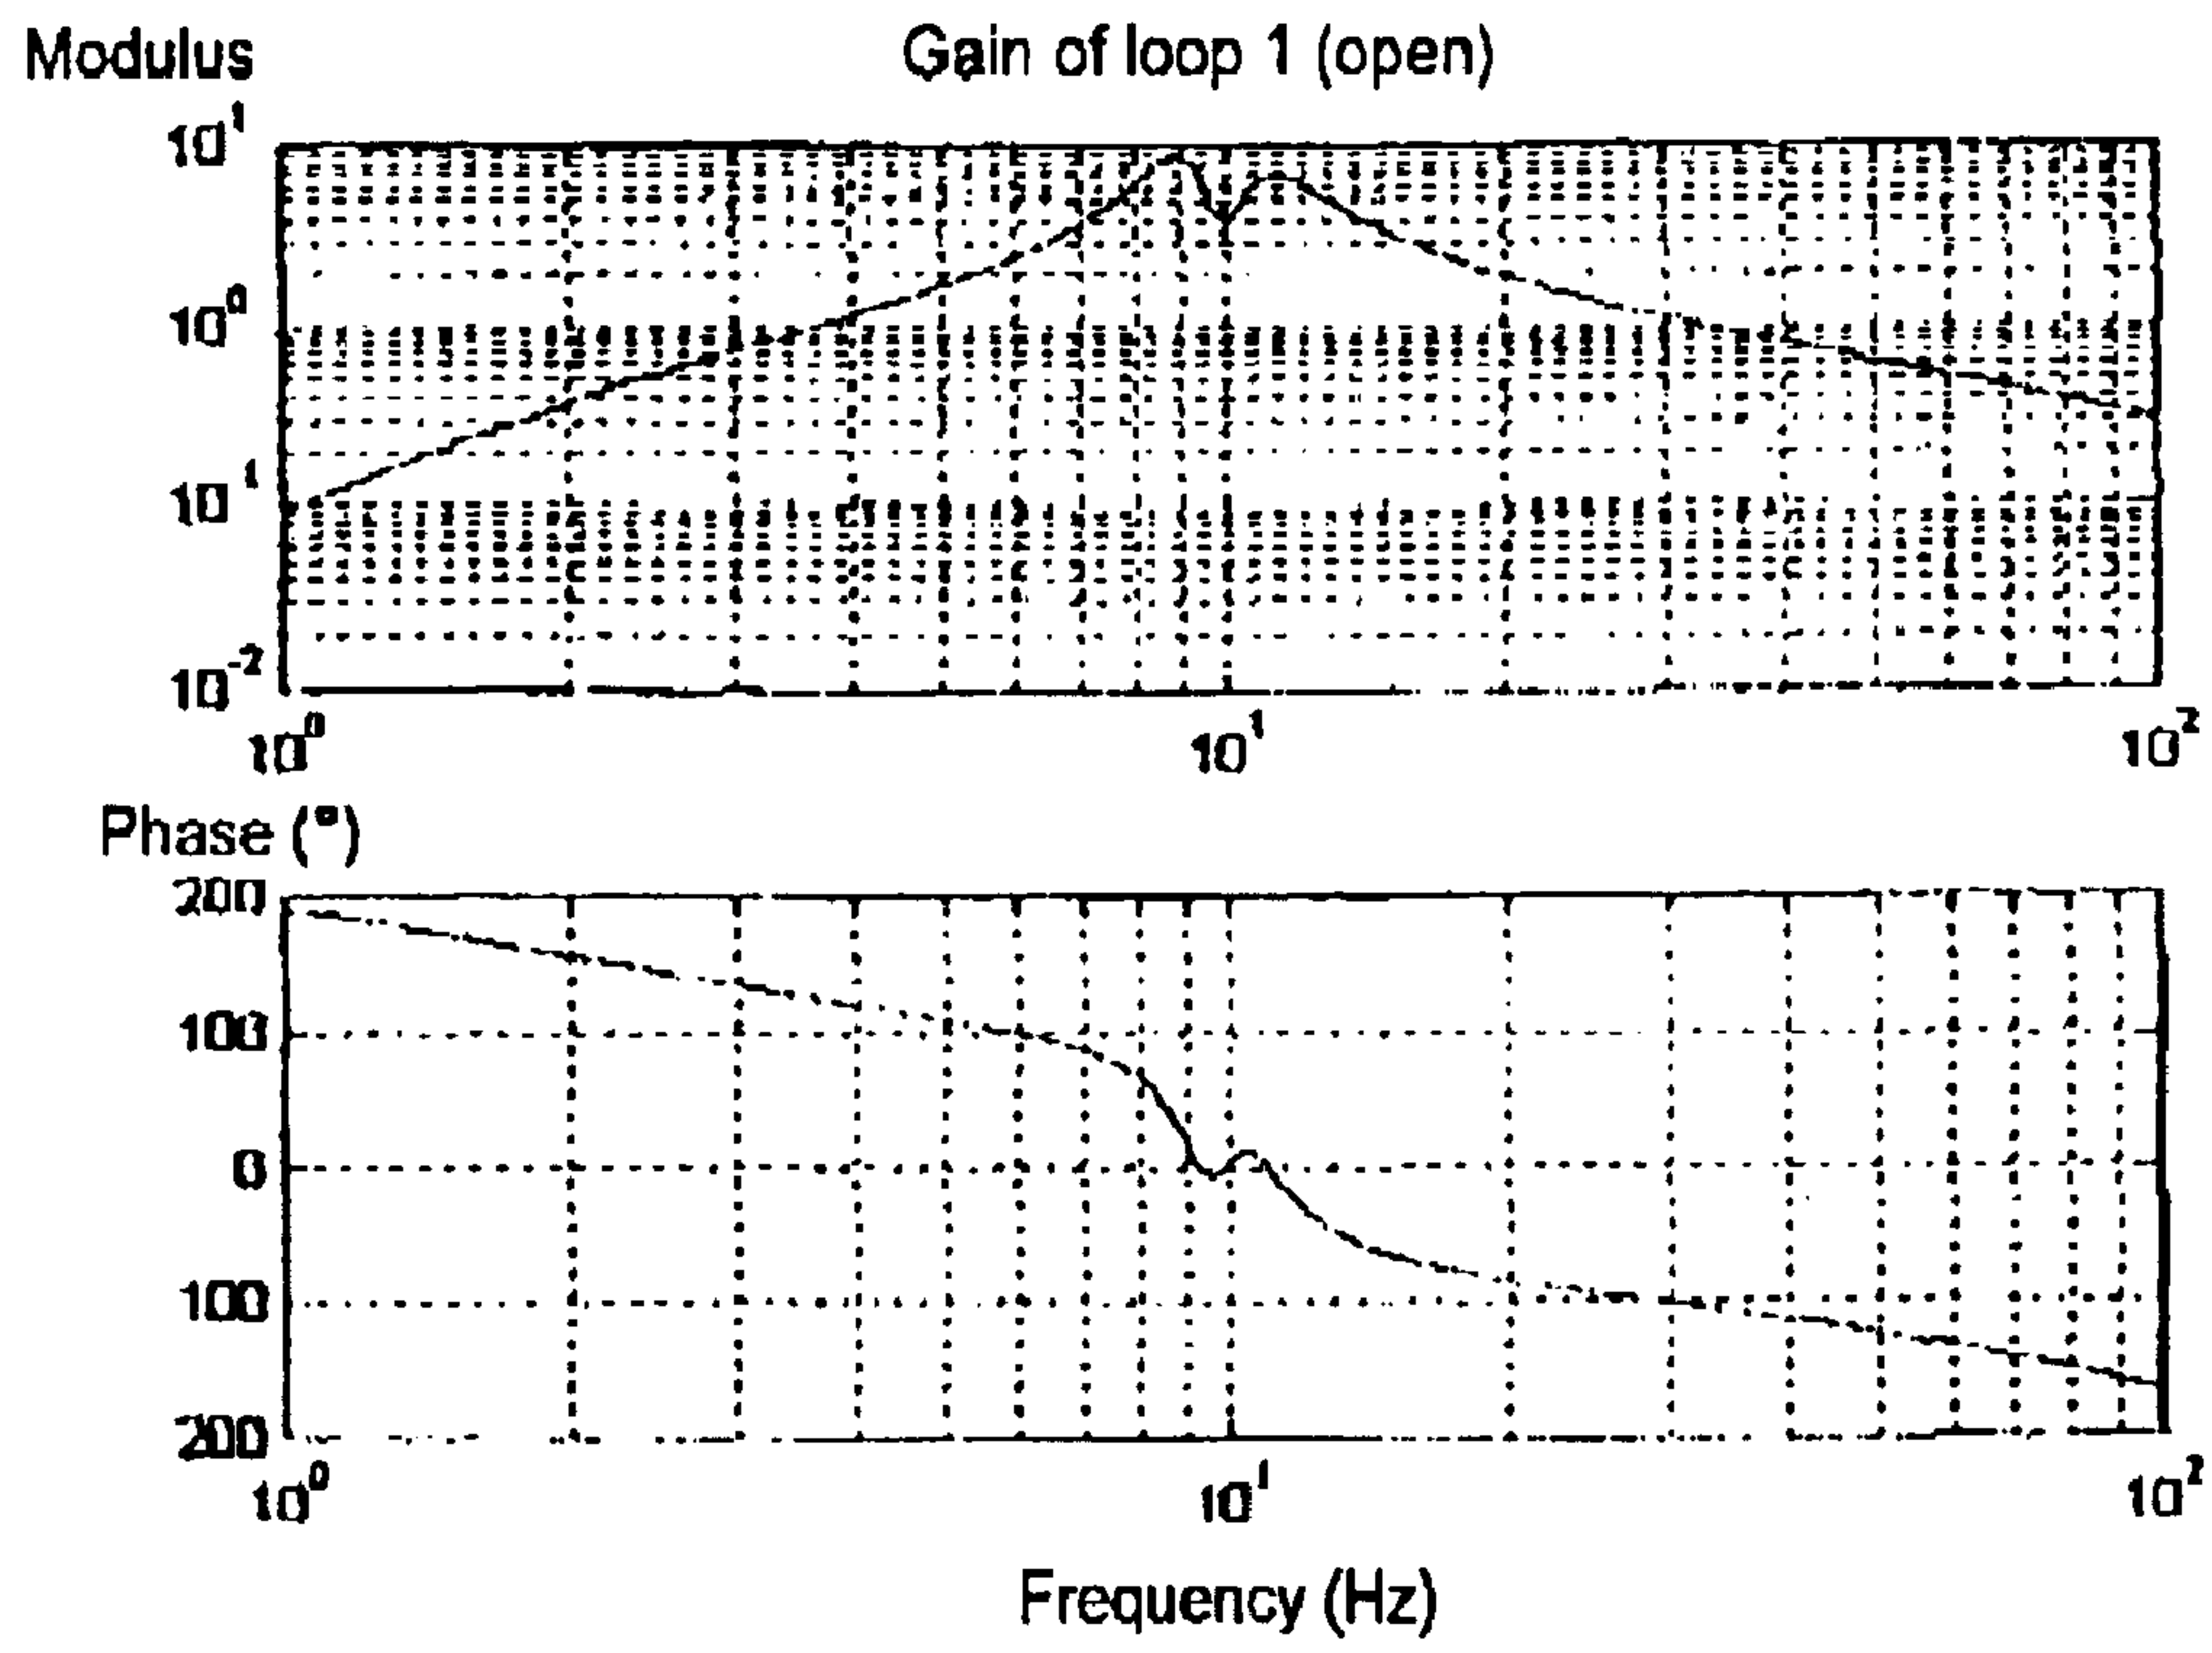 Modulus
Gain of loop 1 (open)
10¹
10⁰
10 ¹
10⁻²
10⁰ 10¹ 10²
Phase (°)
200
100
0
100
200
10⁰ 10¹ 10²
Frequency (Hz)